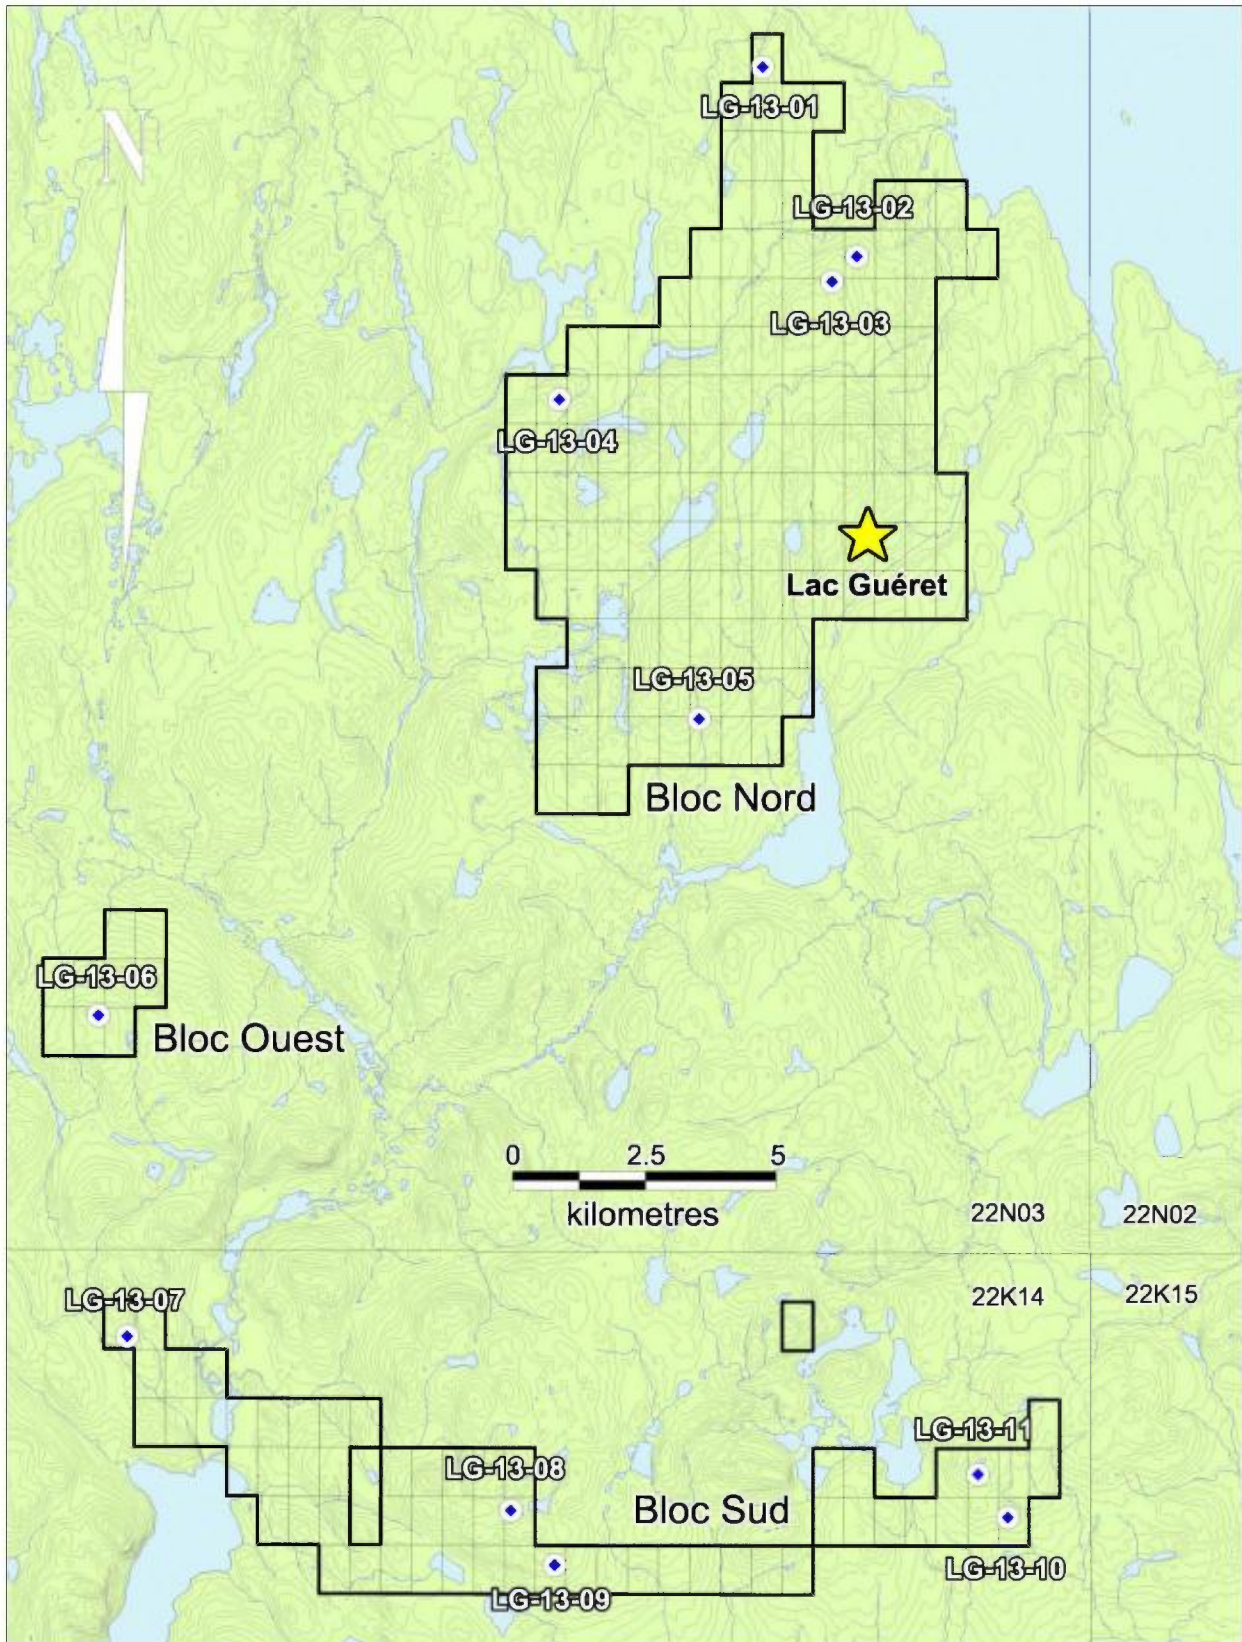 LG-13-01
N
LG-13-02
LG-13-03
LG-13-04
Lac Guéret
LG-13-05
Bloc Nord
LG-13-06
Bloc Ouest
0 2.5 5
kilometres
22N03 22N02
22K14 22K15
LG-13-07
LG-13-11
LG-13-08
Bloc Sud
LG-13-10
LG-13-09